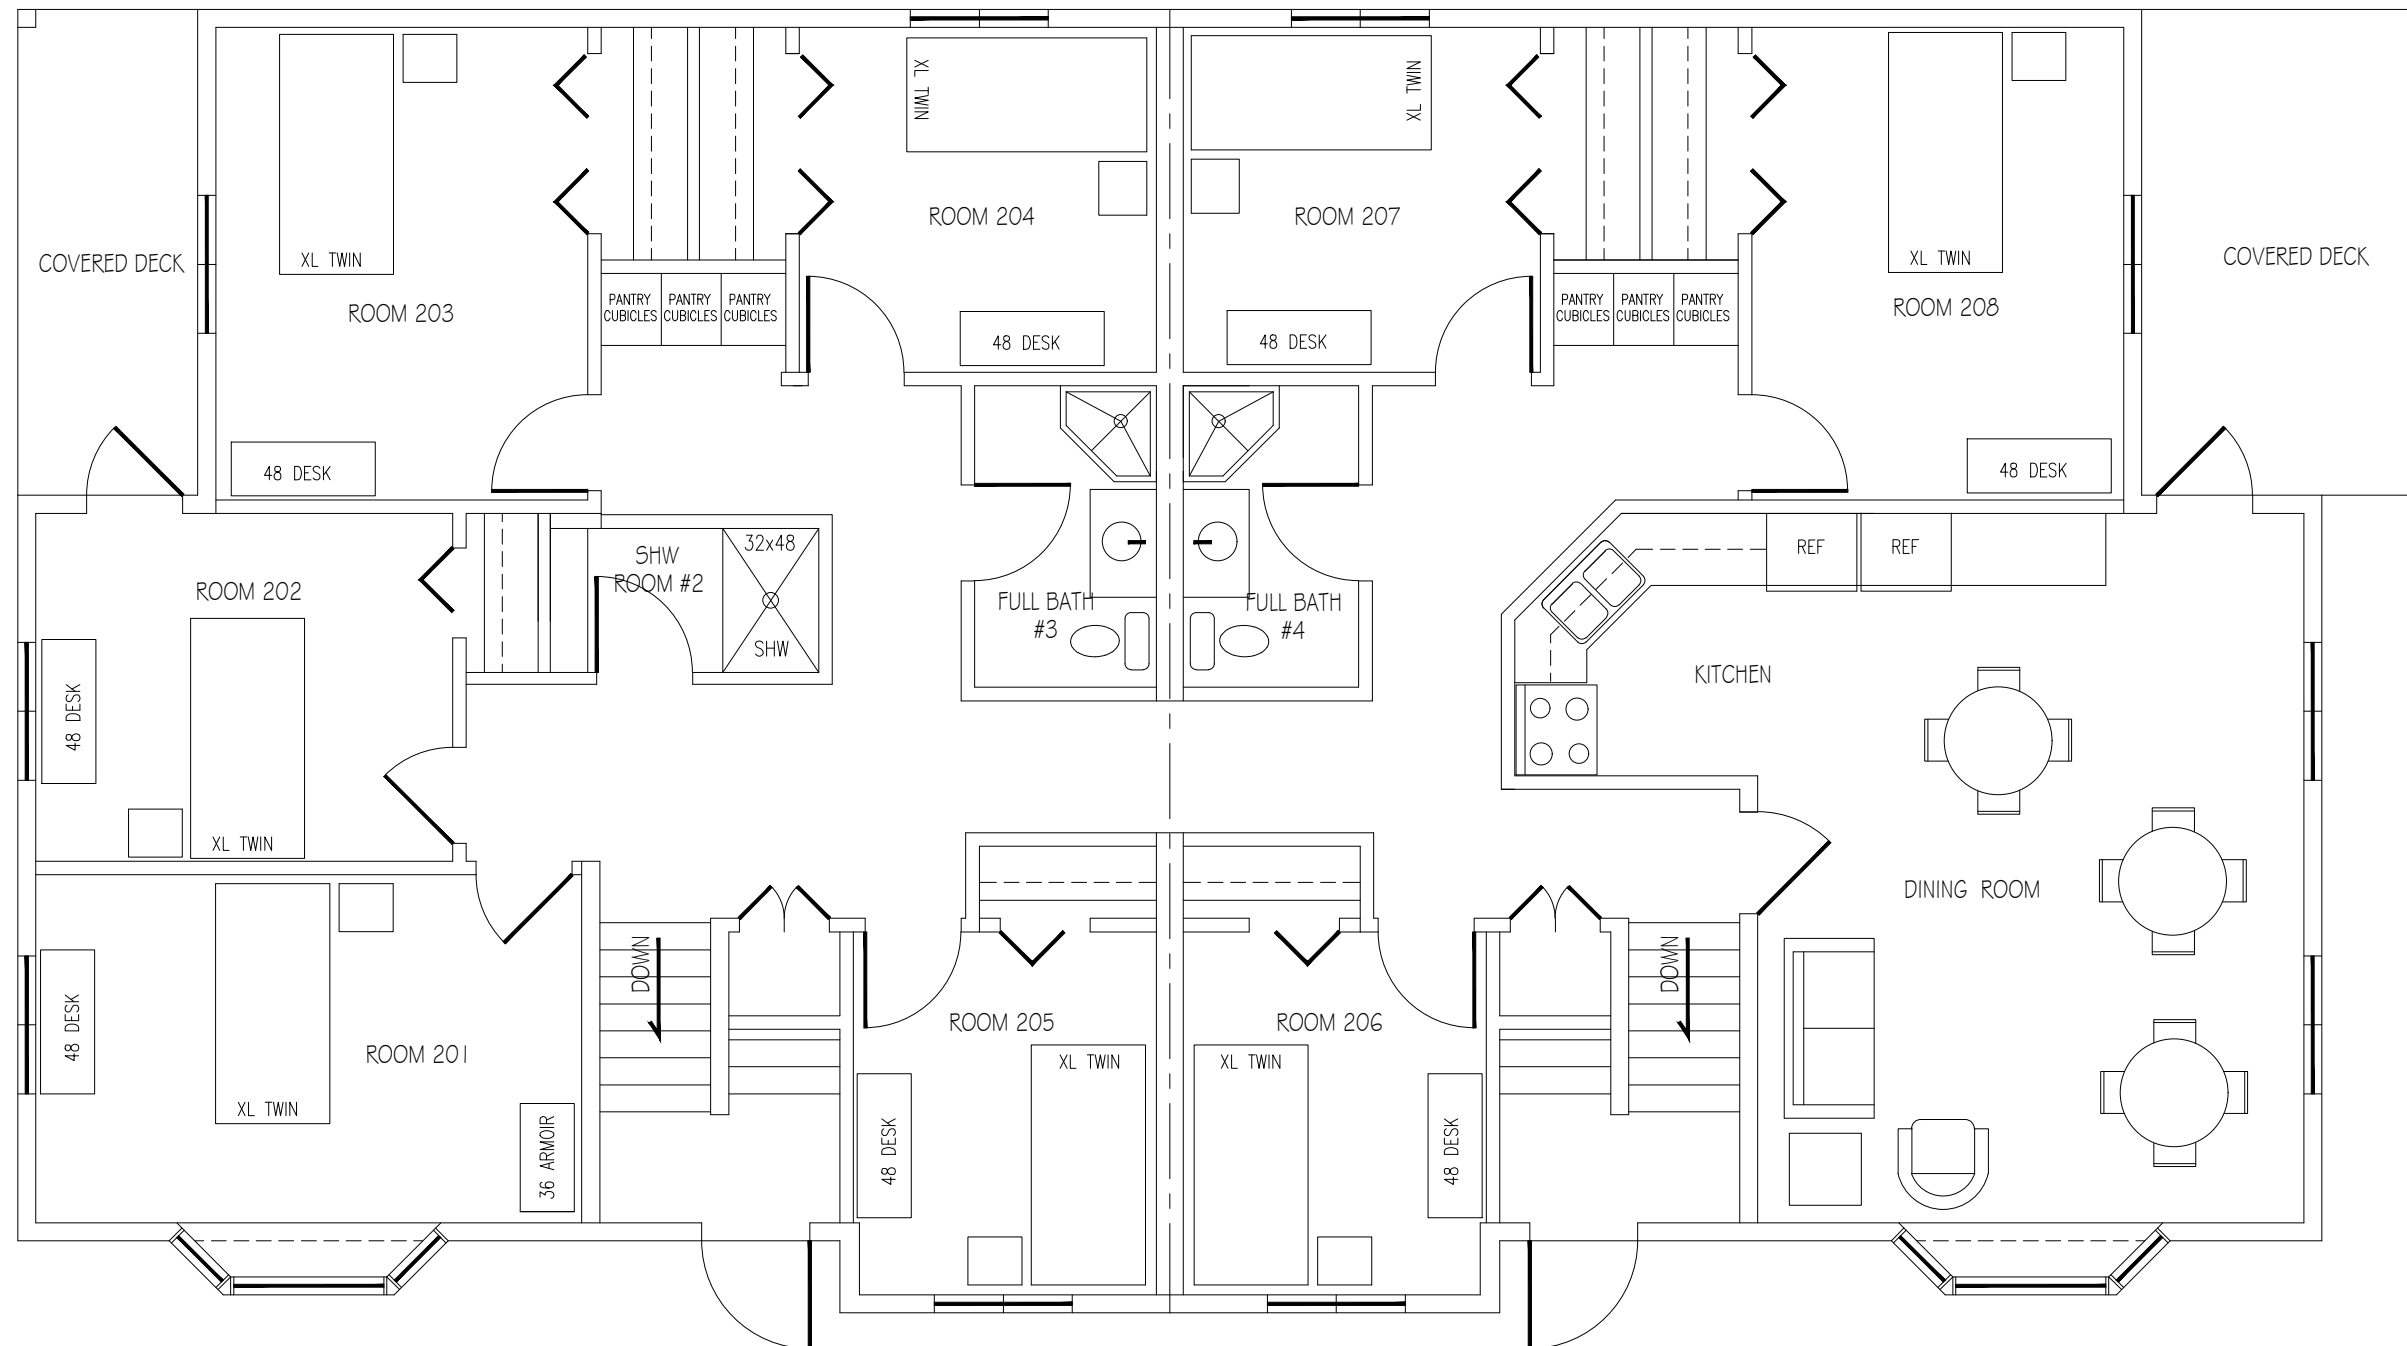 XL TWIN
XL TWIN
ROOM 204
ROOM 207
COVERED DECK
XL TWIN
ROOM 203
PANTRY PANTRY PANTRY
CUBICLES CUBICLES CUBICLES
48 DESK
48 DESK
PANTRY PANTRY PANTRY
CUBICLES CUBICLES CUBICLES
XL TWIN
ROOM 208
COVERED DECK
48 DESK
48 DESK
ROOM 202
SHW
ROOM #2
32x48
SHW
FULL BATH
#3
FULL BATH
#4
REF
REF
KITCHEN
48 DESK
XL TWIN
DINING ROOM
48 DESK
ROOM 201
XL TWIN
36 ARMOIR
DOWN
ROOM 205
XL TWIN
48 DESK
ROOM 206
XL TWIN
48 DESK
DOWN